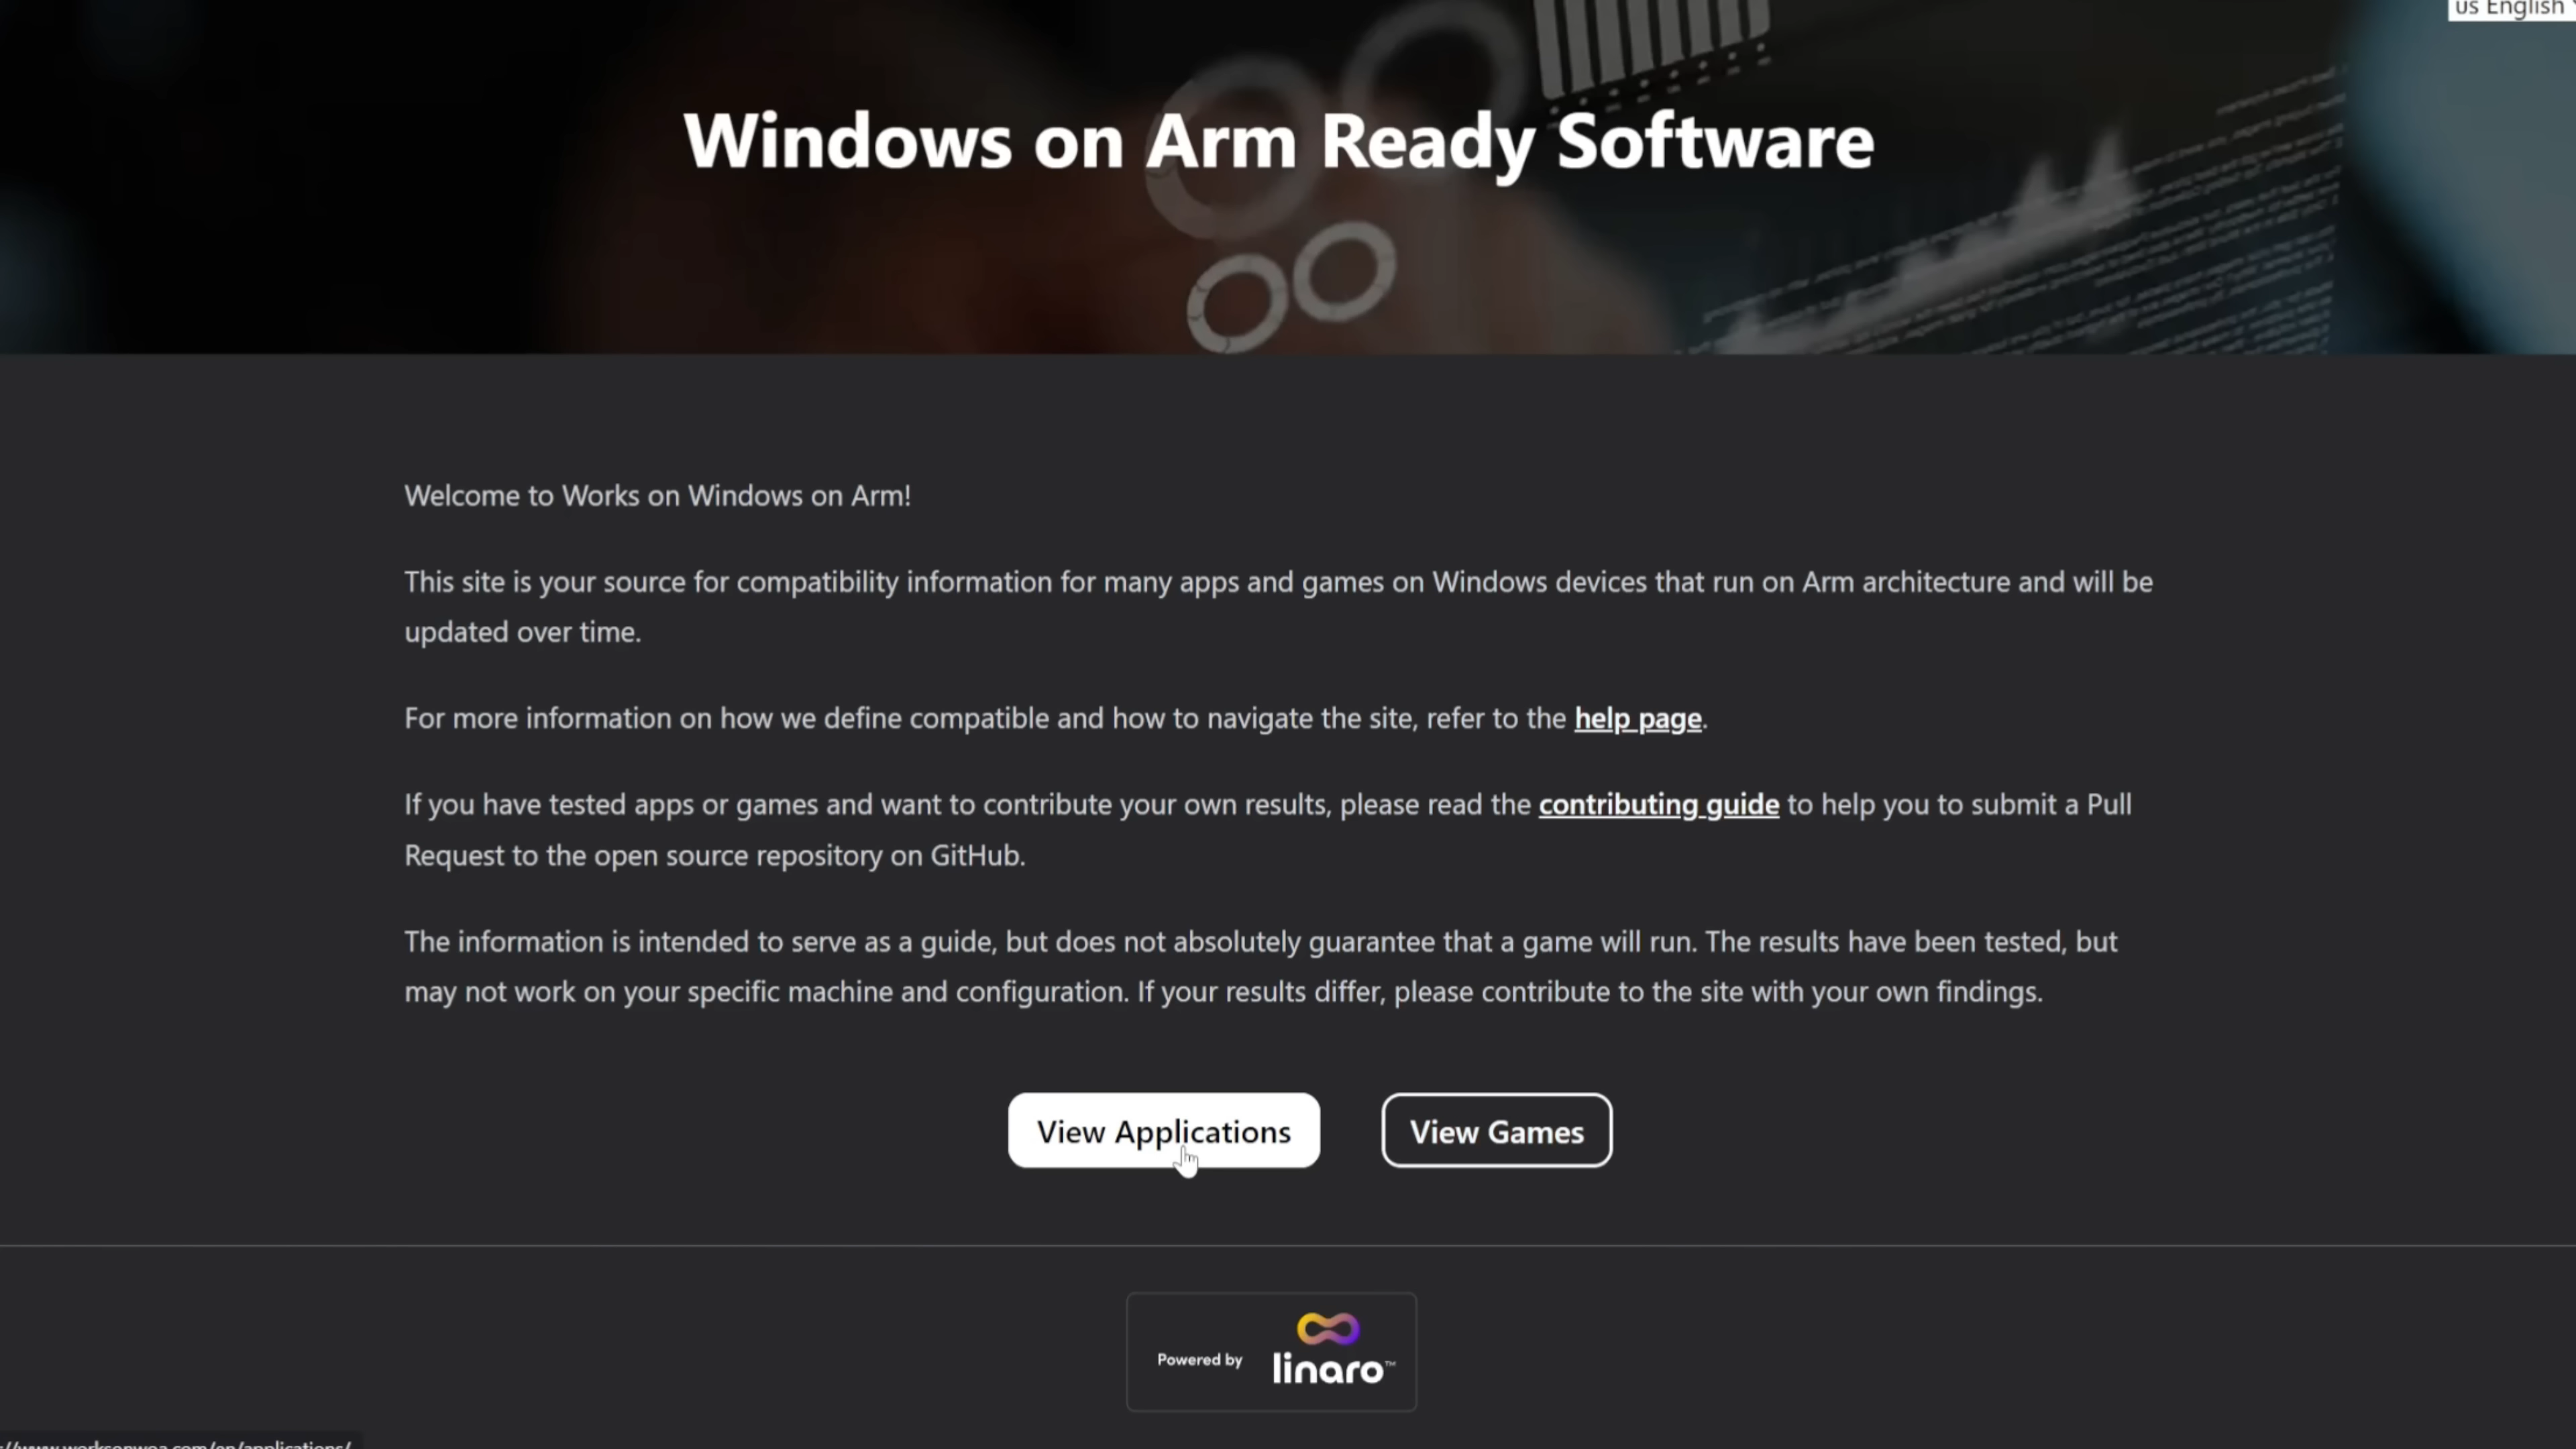 us English
Windows on Arm Ready Software
Welcome to Works on Windows on Arm!
This site is your source for compatibility information for many apps and games on Windows devices that run on Arm architecture and will be
updated over time.
For more information on how we define compatible and how to navigate the site, refer to the help page.
If you have tested apps or games and want to contribute your own results, please read the contributing guide to help you to submit a Pull
Request to the open source repository on GitHub.
The information is intended to serve as a guide, but does not absolutely guarantee that a game will run. The results have been tested, but
may not work on your specific machine and configuration. If your results differ, please contribute to the site with your own findings.
View Applications
View Games
Powered by
linaro™
://www.worksonwoa.com/en/applications/